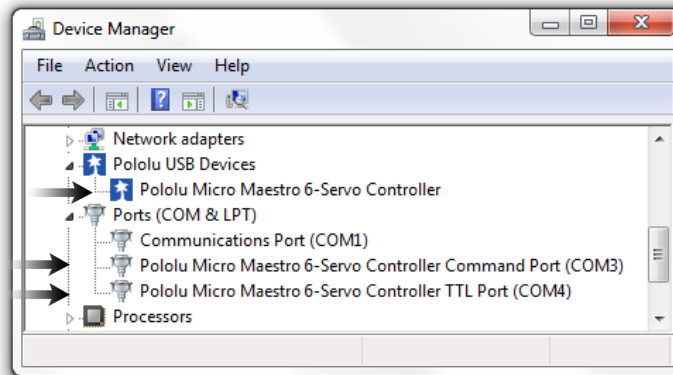 Device Manager
File Action View Help
Network adapters
Pololu USB Devices
Pololu Micro Maestro 6-Servo Controller
Ports (COM & LPT)
Communications Port (COM1)
Pololu Micro Maestro 6-Servo Controller Command Port (COM3)
Pololu Micro Maestro 6-Servo Controller TTL Port (COM4)
Processors